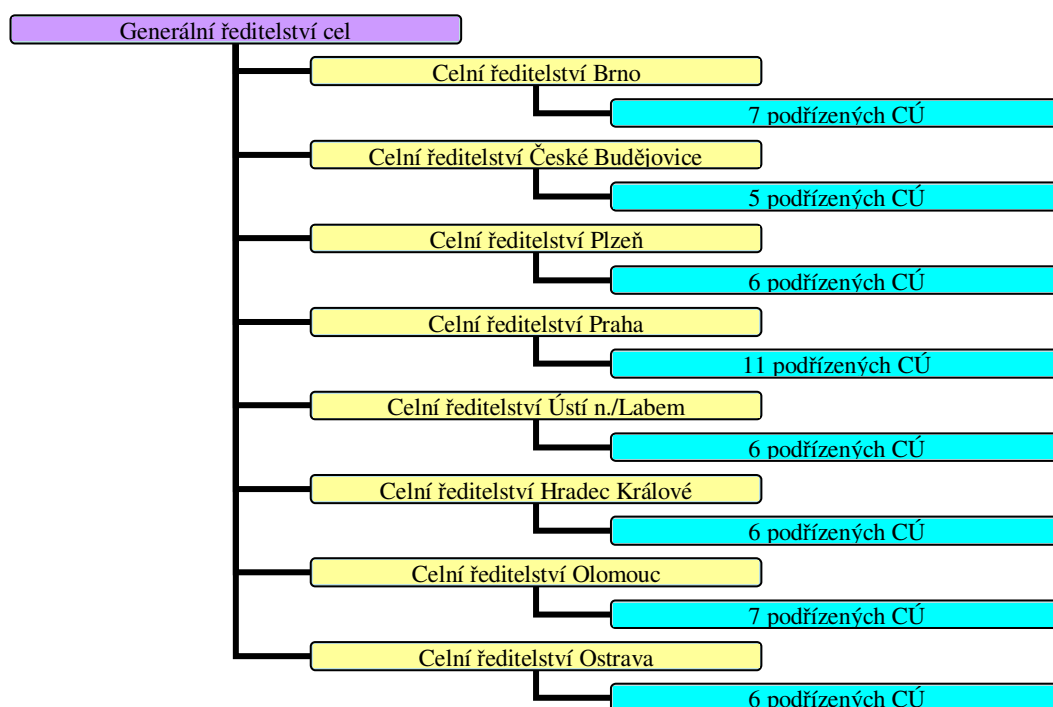 Generální ředitelství cel
Celní ředitelství Brno
7 podřízených CÚ
Celní ředitelství České Budějovice
5 podřízených CÚ
Celní ředitelství Plzeň
6 podřízených CÚ
Celní ředitelství Praha
11 podřízených CÚ
Celní ředitelství Ústí n./Labem
6 podřízených CÚ
Celní ředitelství Hradec Králové
6 podřízených CÚ
Celní ředitelství Olomouc
7 podřízených CÚ
Celní ředitelství Ostrava
6 podřízených CÚ